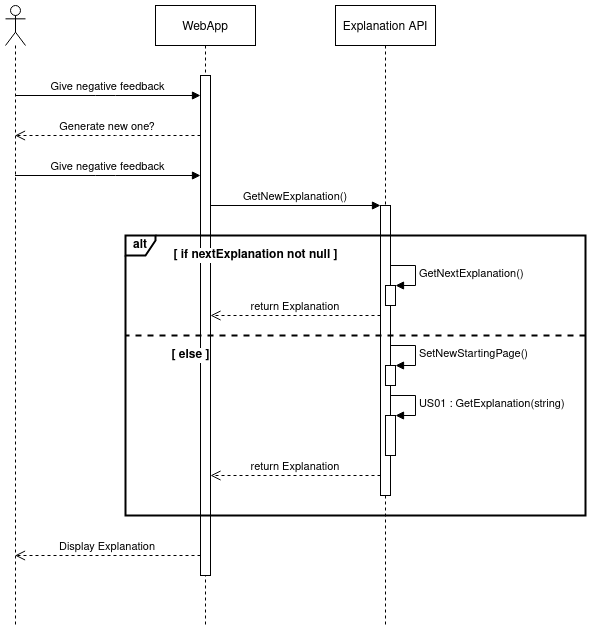 WebApp
Explanation API
Give negative feedback
Generate new one?
Give negative feedback
GetNewExplanation()
alt
[ if nextExplanation not null ]
GetNextExplanation()
return Explanation
[ else ]
SetNewStartingPage()
US01 : GetExplanation(string)
return Explanation
Display Explanation